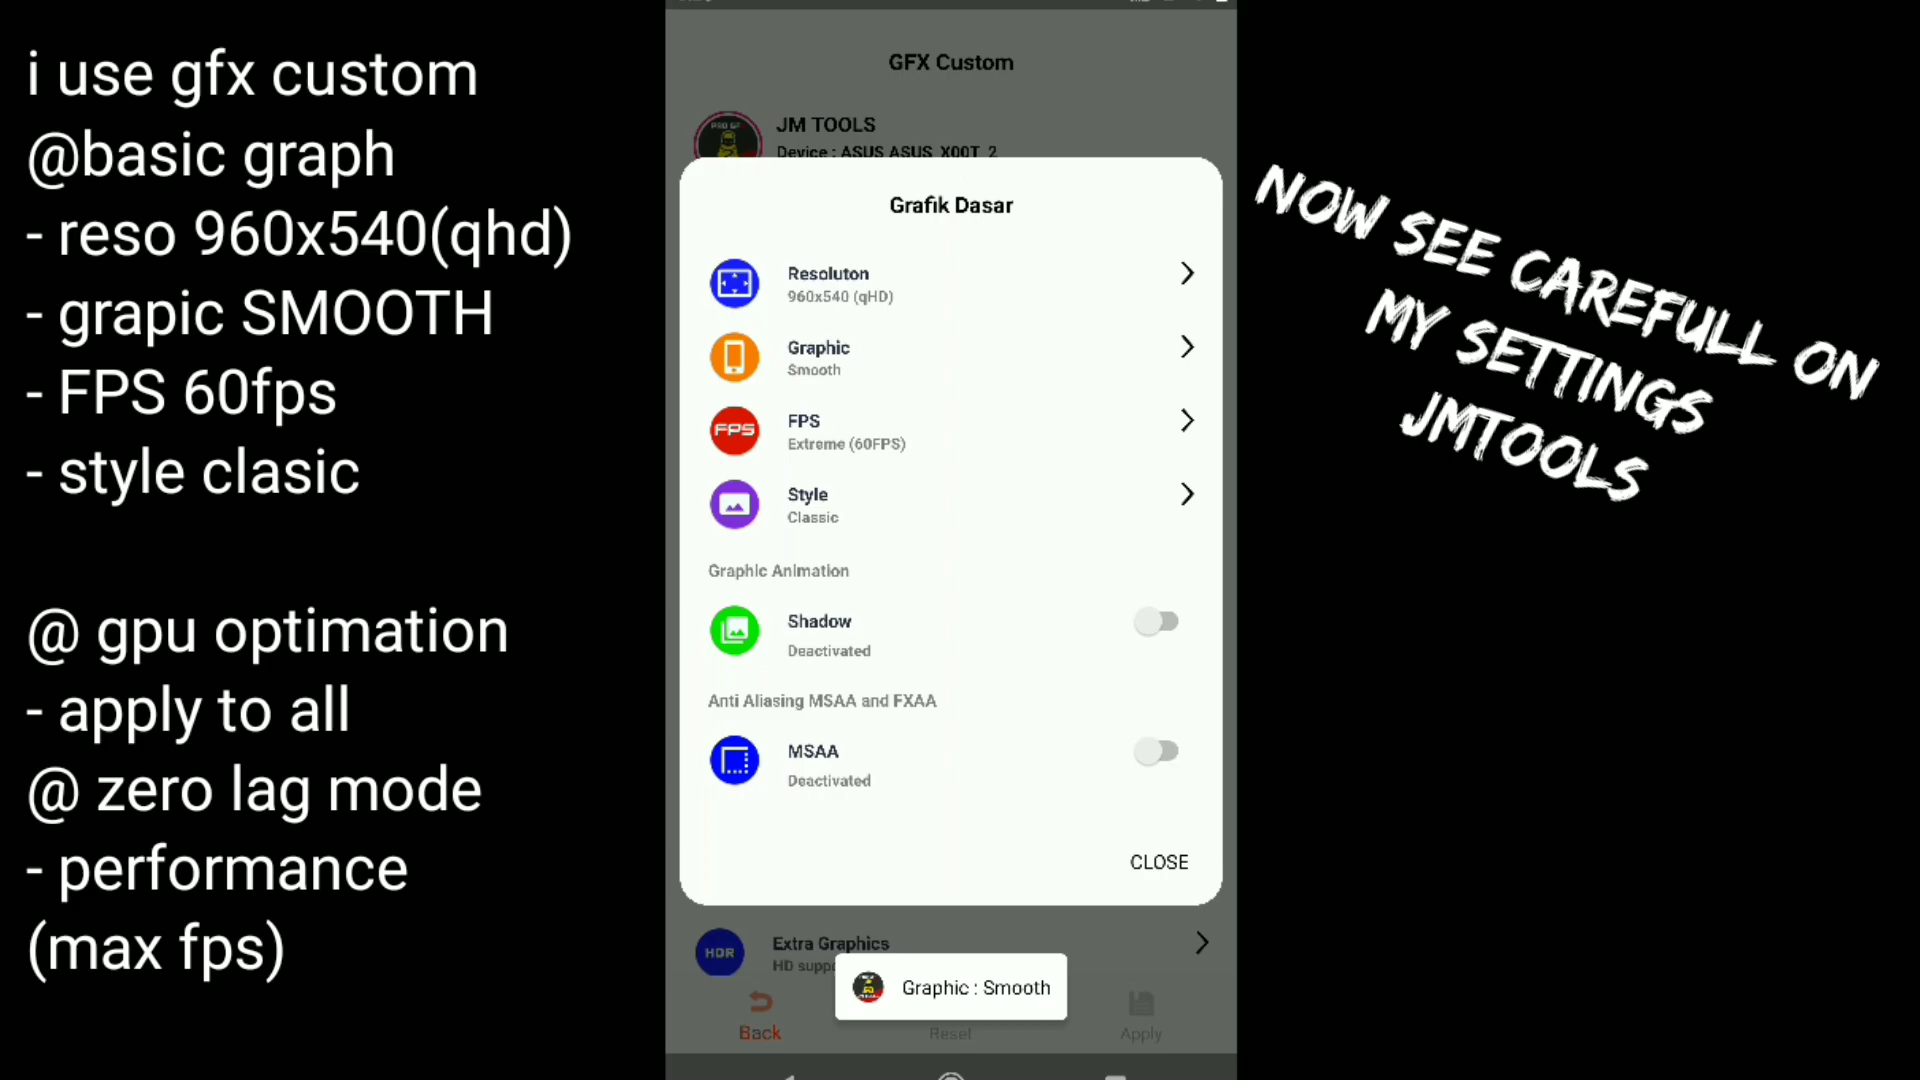 i use gfx custom
@basic graph
- reso 960x540(qhd)
- grapic SMOOTH
- FPS 60fps
- style clasic
@ gpu optimation
- apply to all
@ zero lag mode
- performance
(max fps)
GFX Custom
JM TOOLS
Device : ASUS ASUS_X00T_2
Grafik Dasar
Resoluton
960x540 (qHD)
Graphic
Smooth
FPS
FPS
Extreme (60FPS)
Style
Classic
Graphic Animation
Shadow
Deactivated
Anti Aliasing MSAA and FXAA
MSAA
Deactivated
CLOSE
HDR
Extra Graphics
HD supp
Graphic : Smooth
Back
Reset
Apply
NOW SEE CAREFULL ON
MY SETTINGS
JMTOOLS